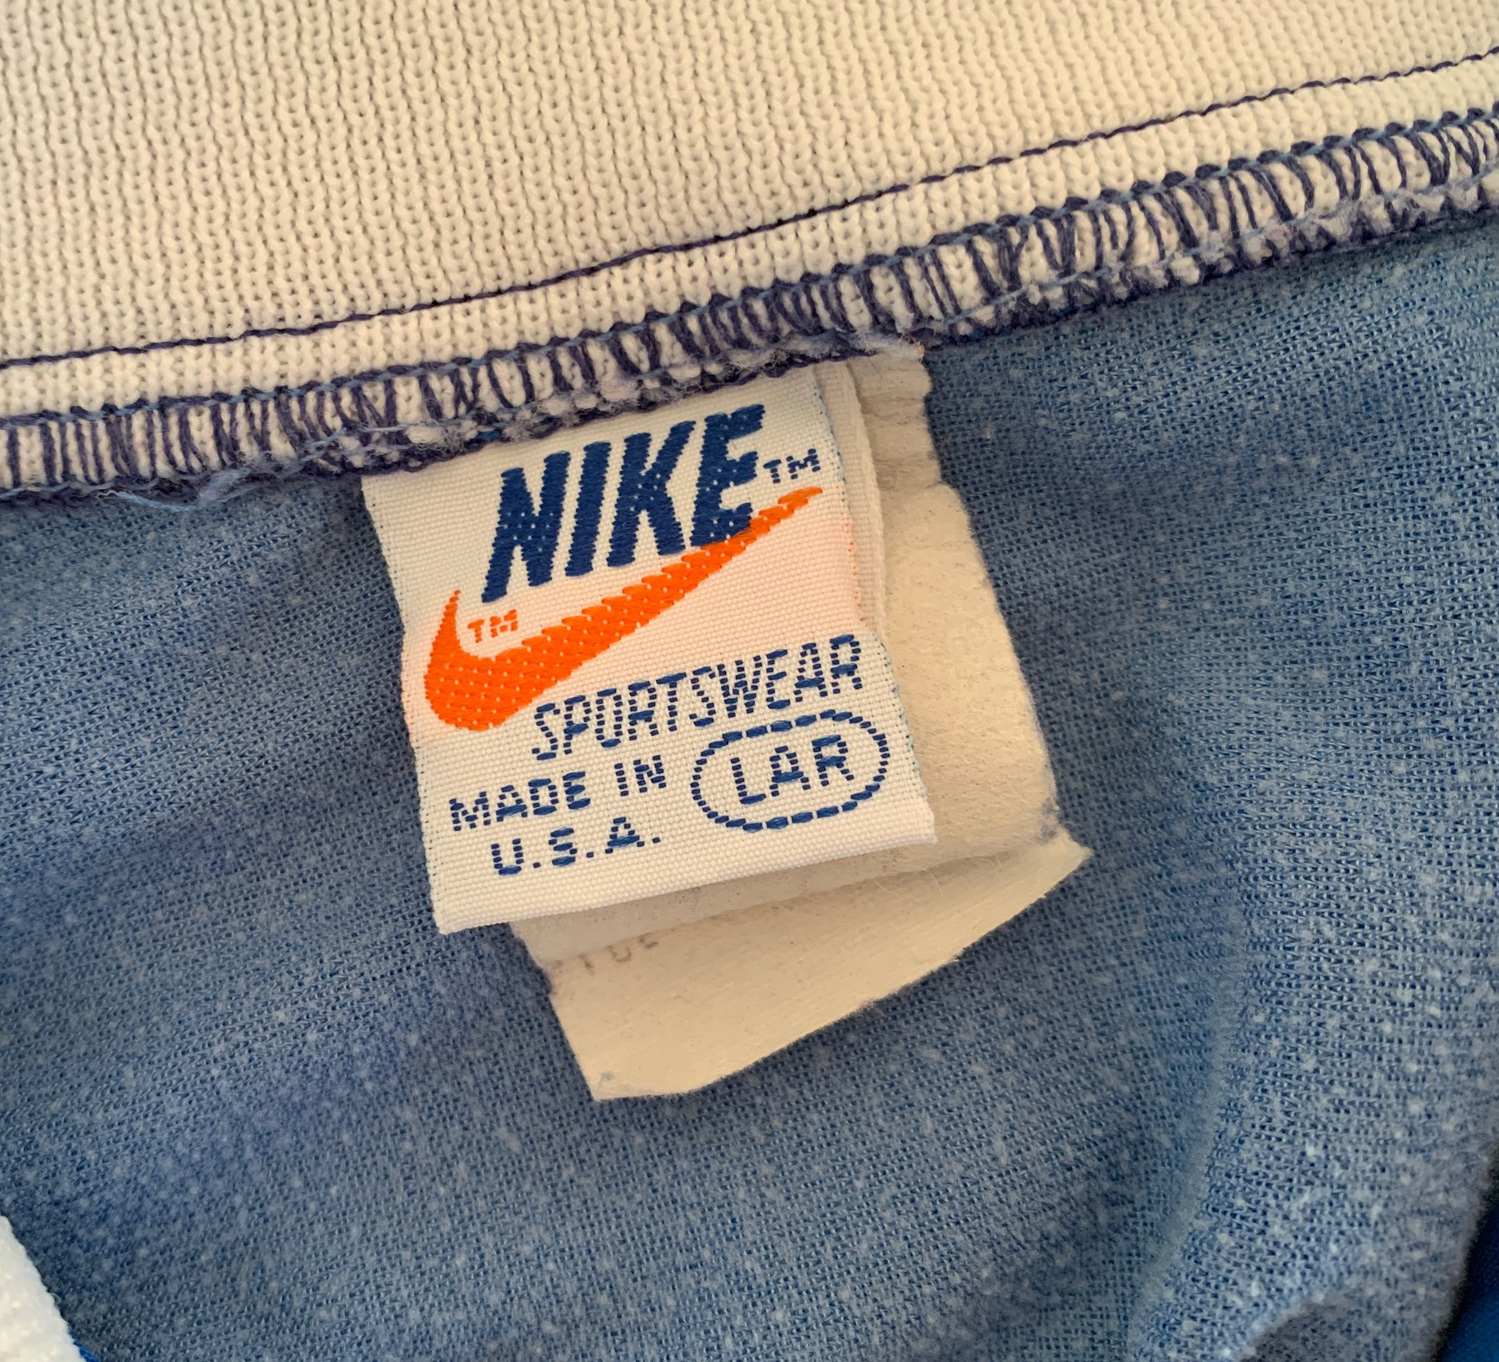 NIKE™
™
SPORTSWEAR
MADE IN
U.S.A.
LAR